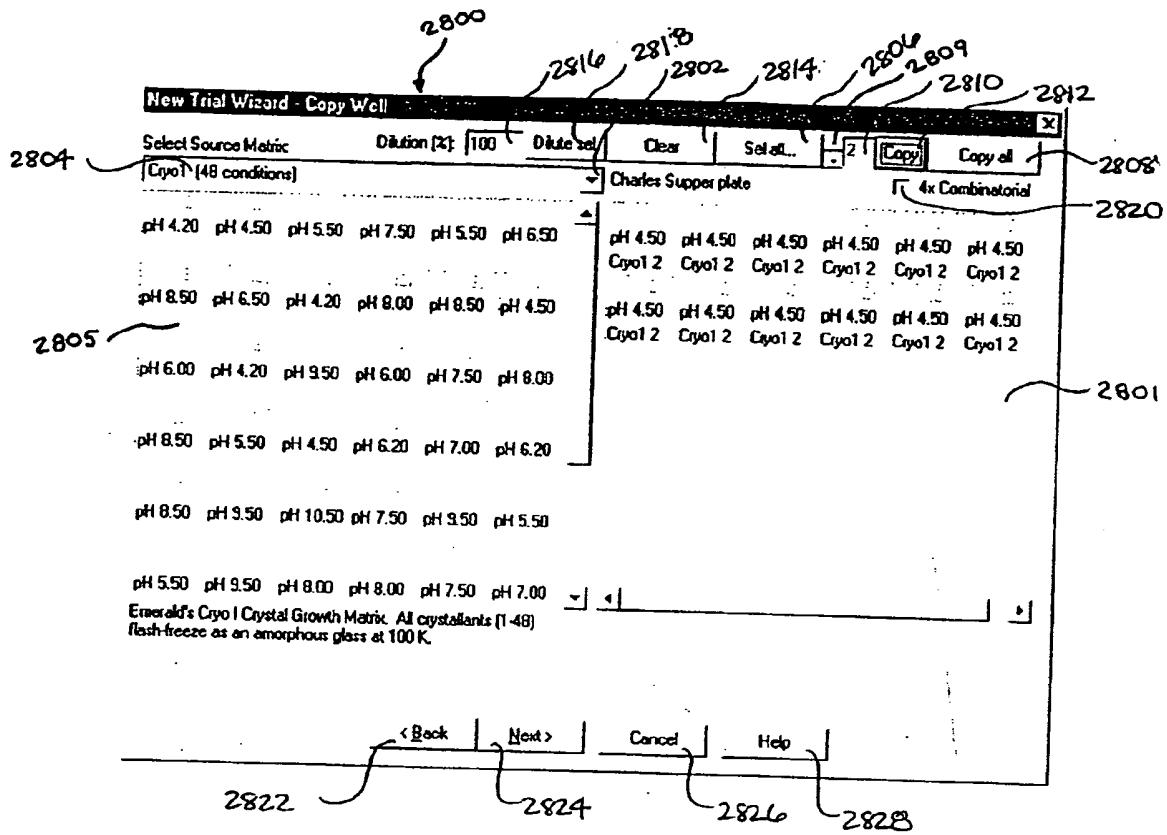 2800
2816 2818 2802 2814 2806 2809 2810 2812
New Trial Wizard - Copy Well
Select Source Matrix Dilution [%]: 100 Dilute sel Clear Sel all... 2 Copy Copy all
2804 2808
Cryo1 [48 conditions] Charles Supper plate 4x Combinatorial
2820
pH 4.20 pH 4.50 pH 5.50 pH 7.50 pH 5.50 pH 6.50 pH 4.50 pH 4.50 pH 4.50 pH 4.50 pH 4.50 pH 4.50
Cryo1 2 Cryo1 2 Cryo1 2 Cryo1 2 Cryo1 2 Cryo1 2
pH 8.50 pH 6.50 pH 4.20 pH 8.00 pH 8.50 pH 4.50 pH 4.50 pH 4.50 pH 4.50 pH 4.50 pH 4.50 pH 4.50
2805 Cryo1 2 Cryo1 2 Cryo1 2 Cryo1 2 Cryo1 2 Cryo1 2
pH 6.00 pH 4.20 pH 9.50 pH 6.00 pH 7.50 pH 8.00
2801
pH 8.50 pH 5.50 pH 4.50 pH 6.20 pH 7.00 pH 6.20
pH 8.50 pH 9.50 pH 10.50 pH 7.50 pH 9.50 pH 5.50
pH 5.50 pH 9.50 pH 8.00 pH 8.00 pH 7.50 pH 7.00
Emerald's Cryo I Crystal Growth Matrix. All crystallants [1-48]
flash-freeze as an amorphous glass at 100 K.
< Back Next > Cancel Help
2822 2824 2826 2828